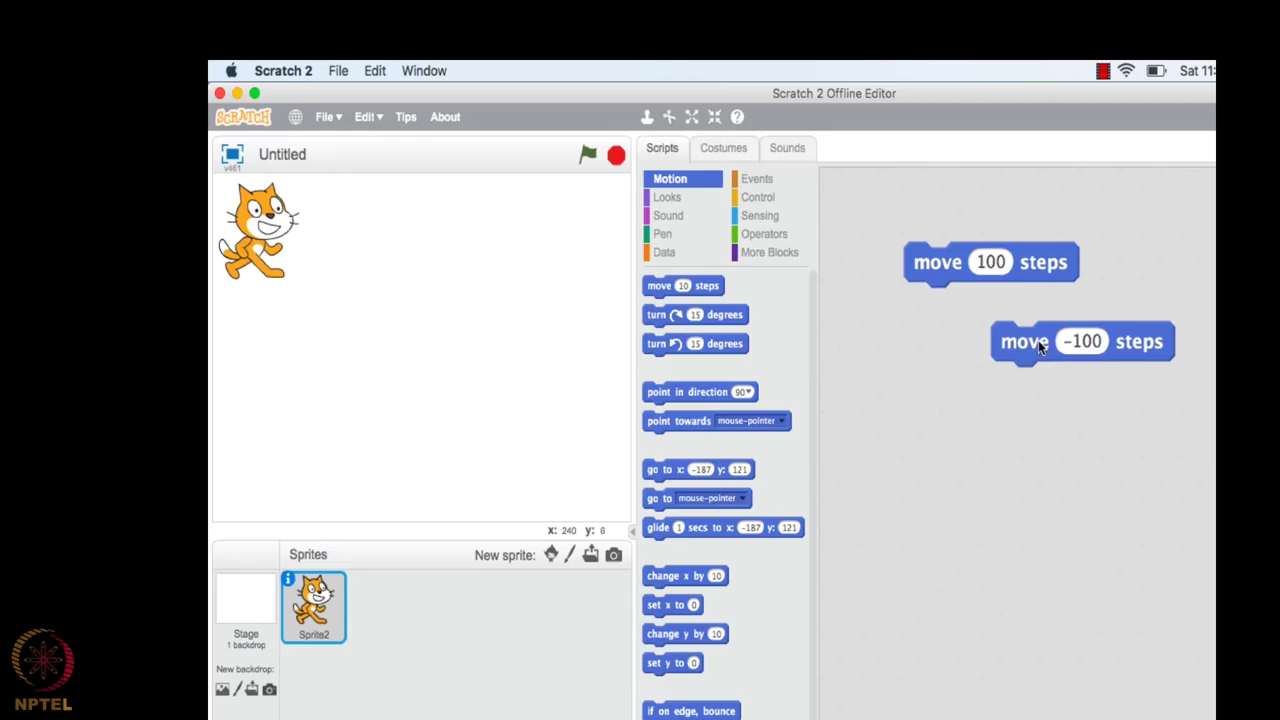 Scratch 2 File Edit Window Sat 11:
Scratch 2 Offline Editor
SCRATCH File Edit Tips About
v461 Untitled
Scripts Costumes Sounds
Motion Events
Looks Control
Sound Sensing
Pen Operators
Data More Blocks
move 10 steps
turn 15 degrees
turn 15 degrees
point in direction 90
point towards mouse-pointer
go to x: -187 y: 121
go to mouse-pointer
glide 1 secs to x: -187 y: 121
change x by 10
set x to 0
change y by 10
set y to 0
if on edge, bounce
move 100 steps
move -100 steps
x: 240 y: 6
Sprites New sprite:
Stage
1 backdrop
New backdrop:
Sprite2
NPTEL